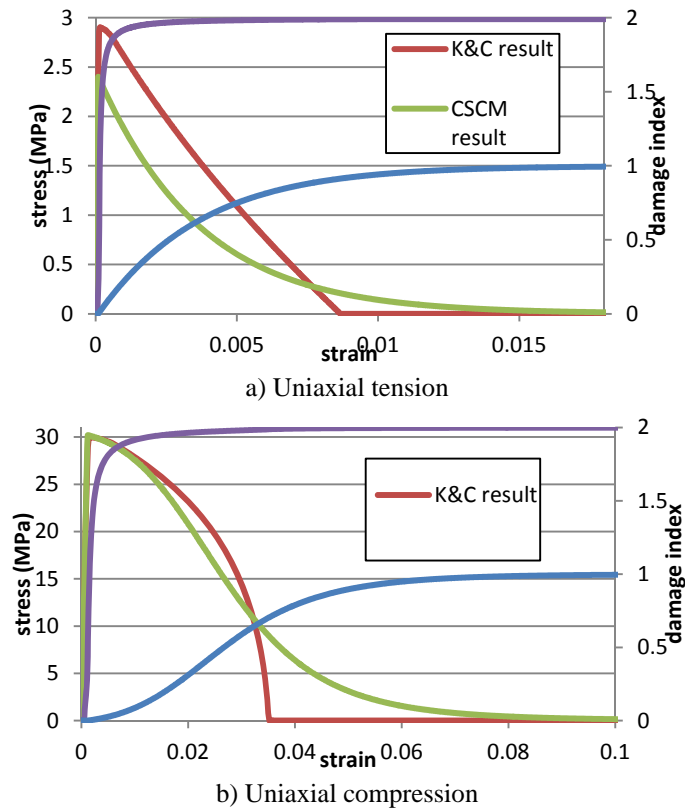 3
2.5
2
1.5
1
0.5
0
stress (MPa)
K&C result
CSCM
result
2
1.5
1
0.5
0
damage index
0
0.005
0.01
0.015
strain
a) Uniaxial tension
30
25
20
15
10
5
0
stress (MPa)
K&C result
2
1.5
1
0.5
0
damage index
0
0.02
0.04
0.06
0.08
0.1
strain
b) Uniaxial compression